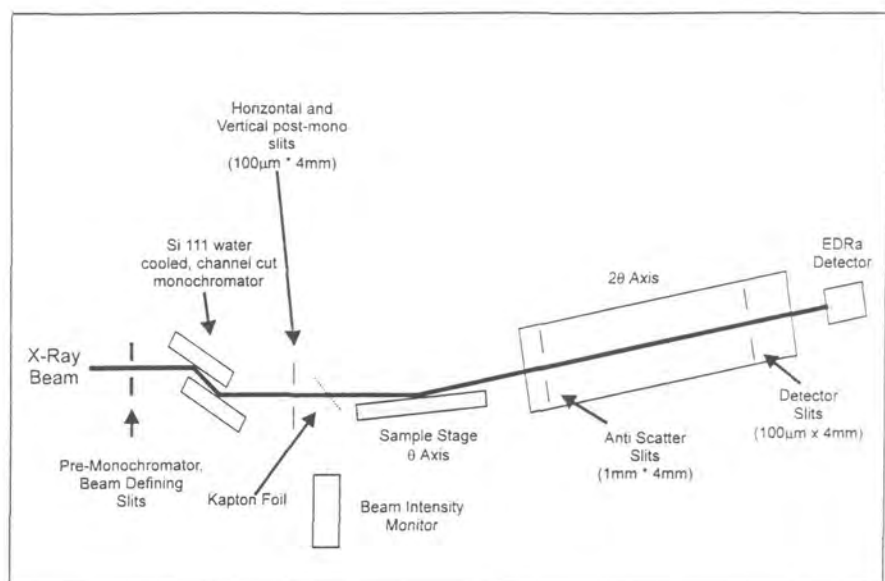 Horizontal and
Vertical post-mono
slits
(100μm * 4mm)
Si 111 water
cooled, channel cut
monochromator
EDRa
Detector
2θ Axis
X-Ray
Beam
Pre-Monochromator,
Beam Defining
Slits
Kapton Foil
Sample Stage
θ Axis
Beam Intensity
Monitor
Anti Scatter
Slits
(1mm * 4mm)
Detector
Slits
(100μm x 4mm)